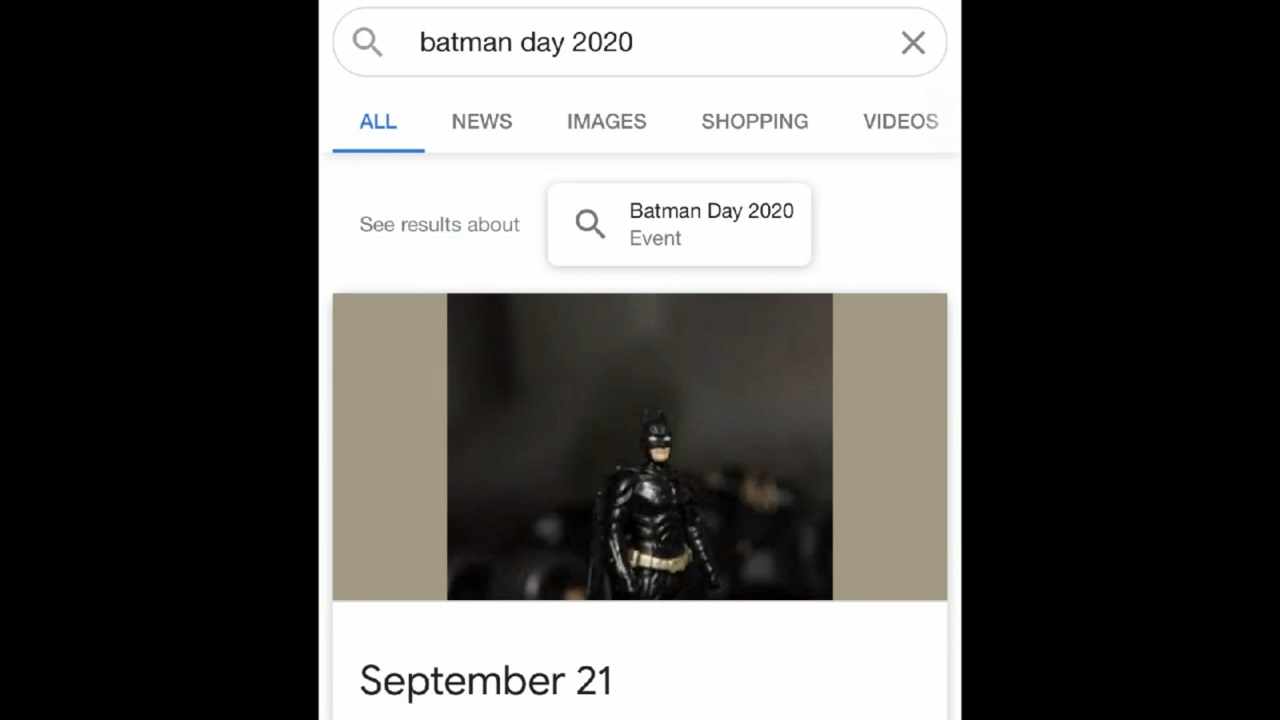 batman day 2020
ALL NEWS IMAGES SHOPPING VIDEOS
See results about
Batman Day 2020
Event
September 21